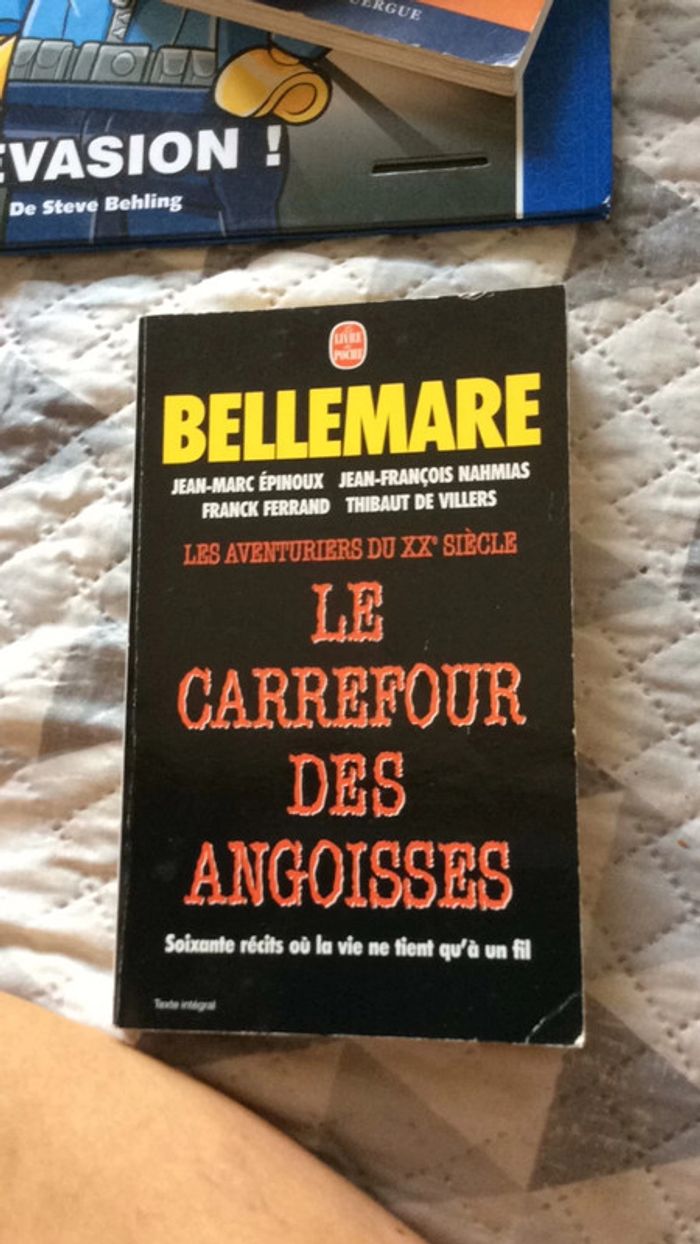 UERGUE
EVASION !
De Steve Behling
LE
LIVRE
DE
POCHE
BELLEMARE
JEAN-MARC ÉPINOUX JEAN-FRANÇOIS NAHMIAS
FRANCK FERRAND THIBAUT DE VILLERS
LES AVENTURIERS DU XXe SIÈCLE
LE
CARREFOUR
DES
ANGOISSES
Soixante récits où la vie ne tient qu'à un fil
Texte intégral